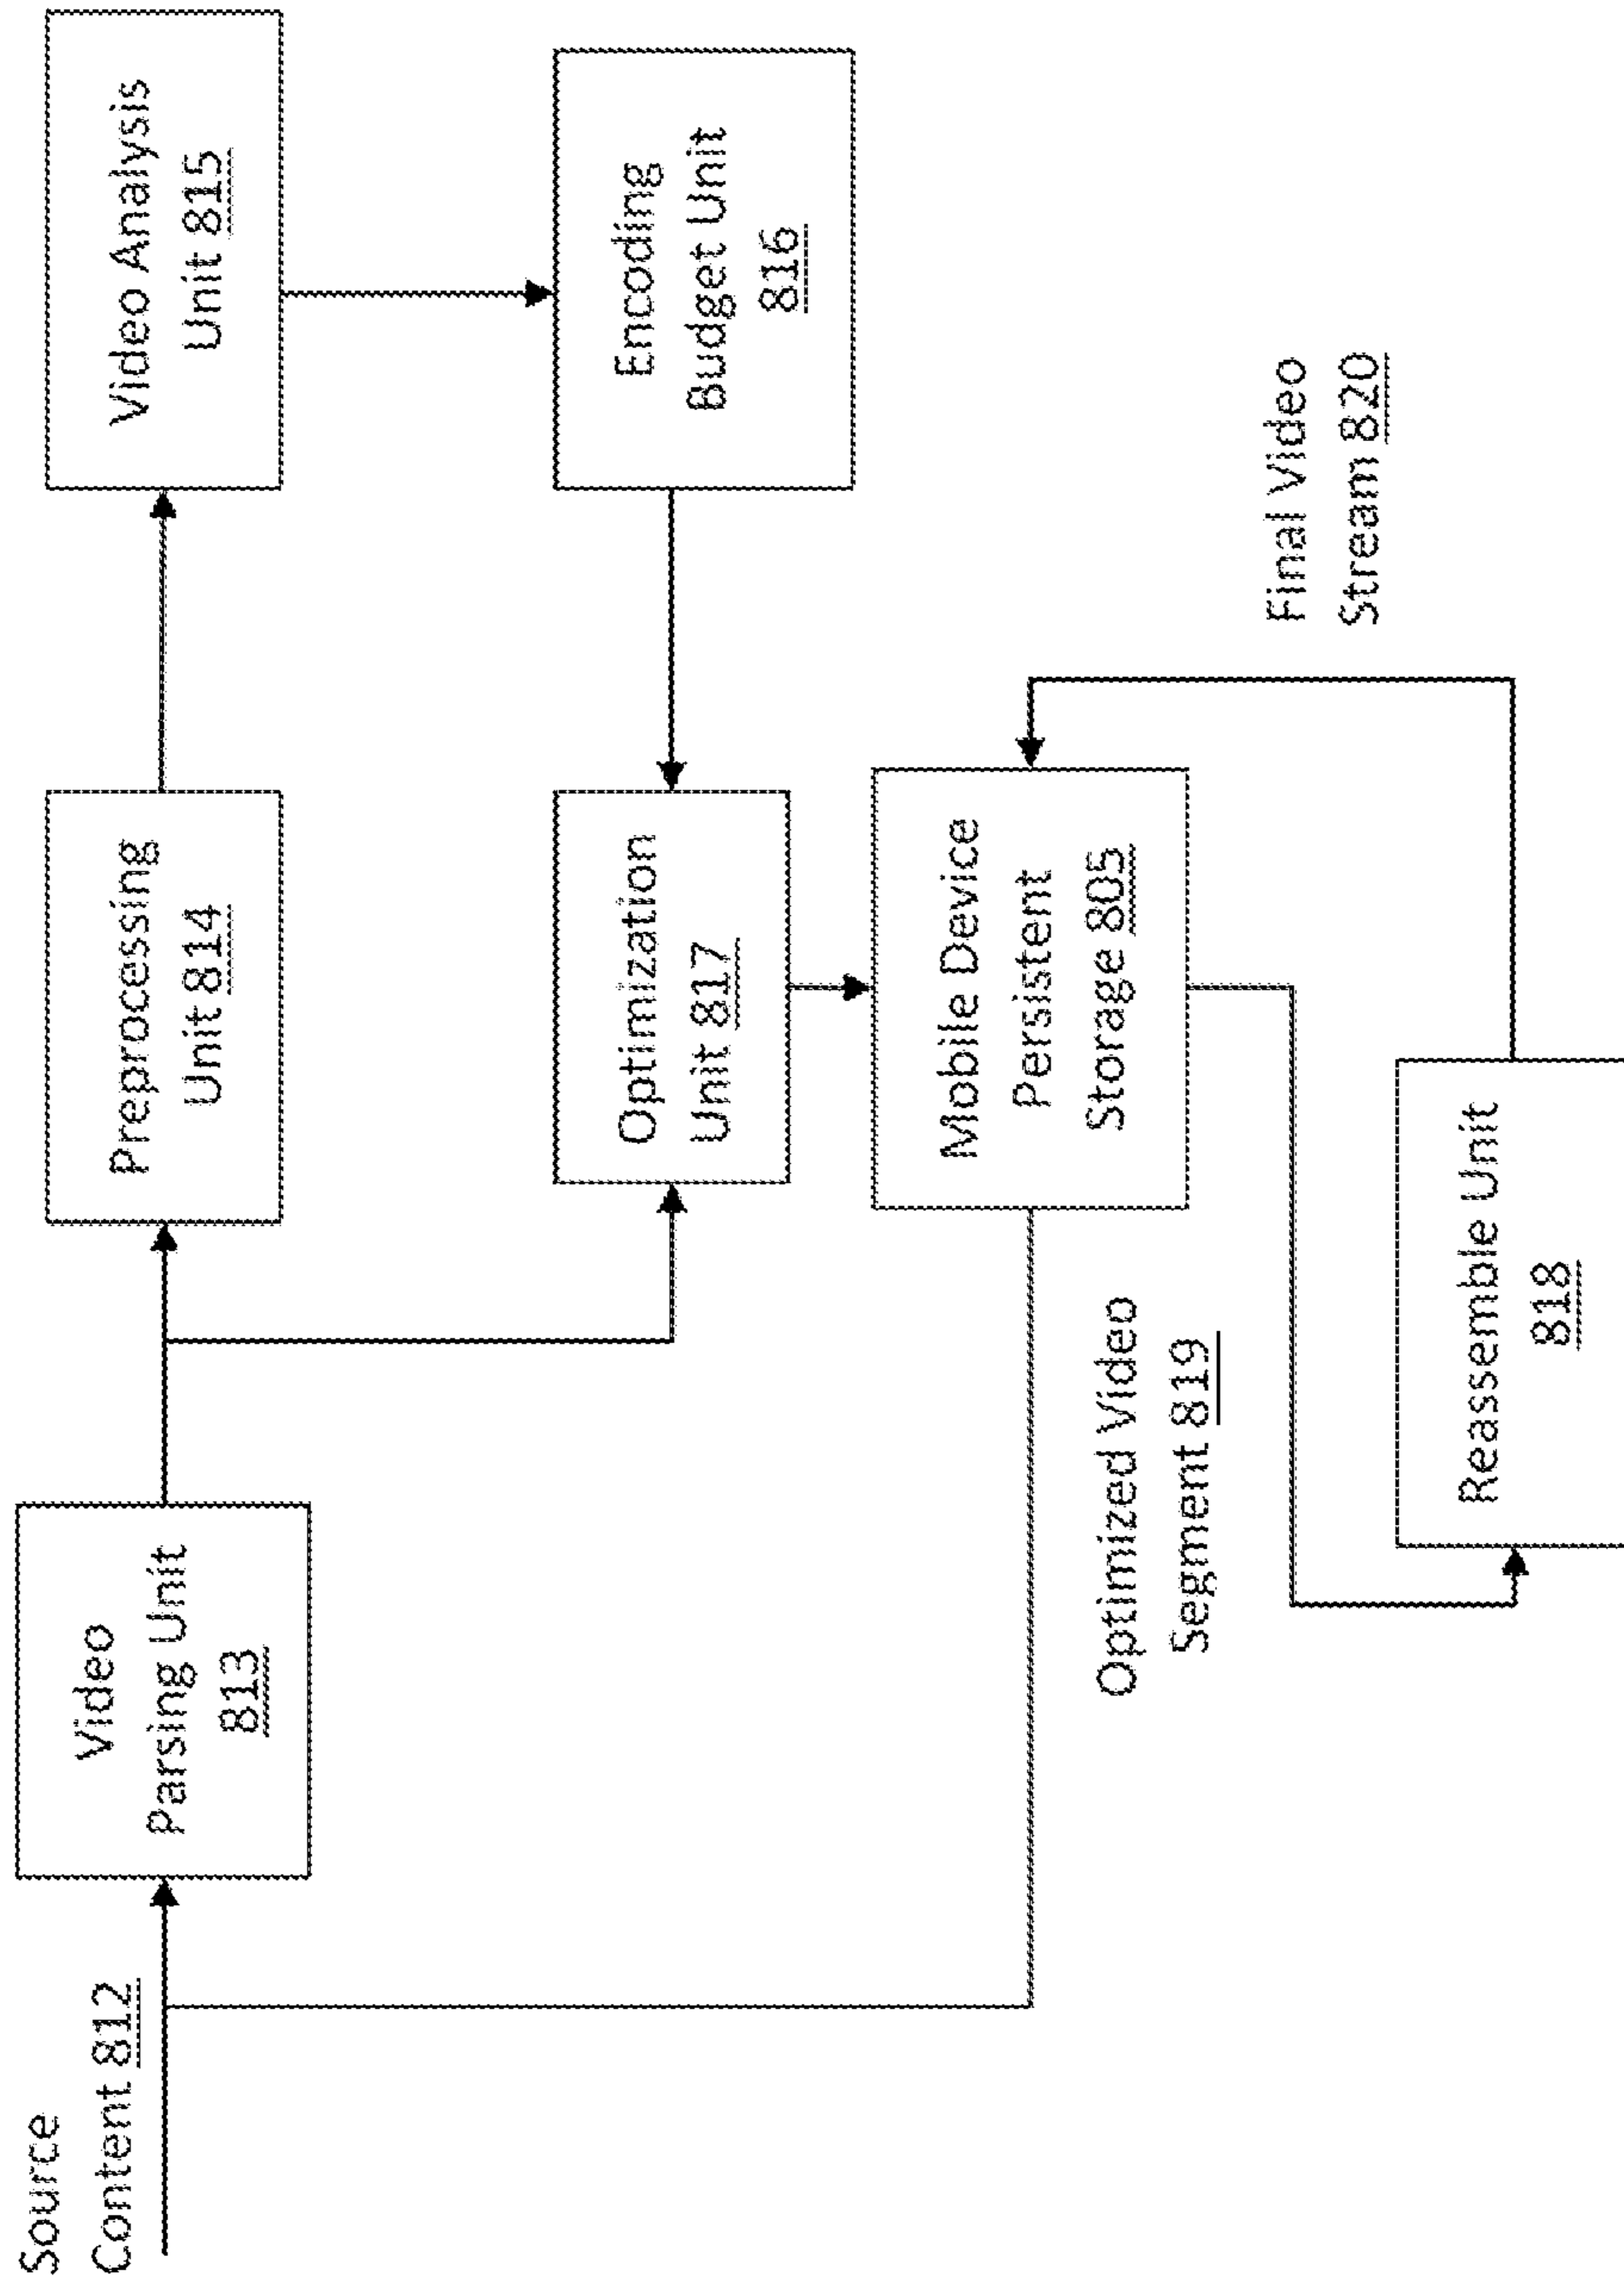 Source
Content 812
Video
Parsing Unit
813
Preprocessing
Unit 814
Video Analysis
Unit 815
Encoding
Budget Unit
816
Optimization
Unit 817
Mobile Device
Persistent
Storage 805
Optimized Video
Segment 819
Reassemble Unit
818
Final Video
Stream 820